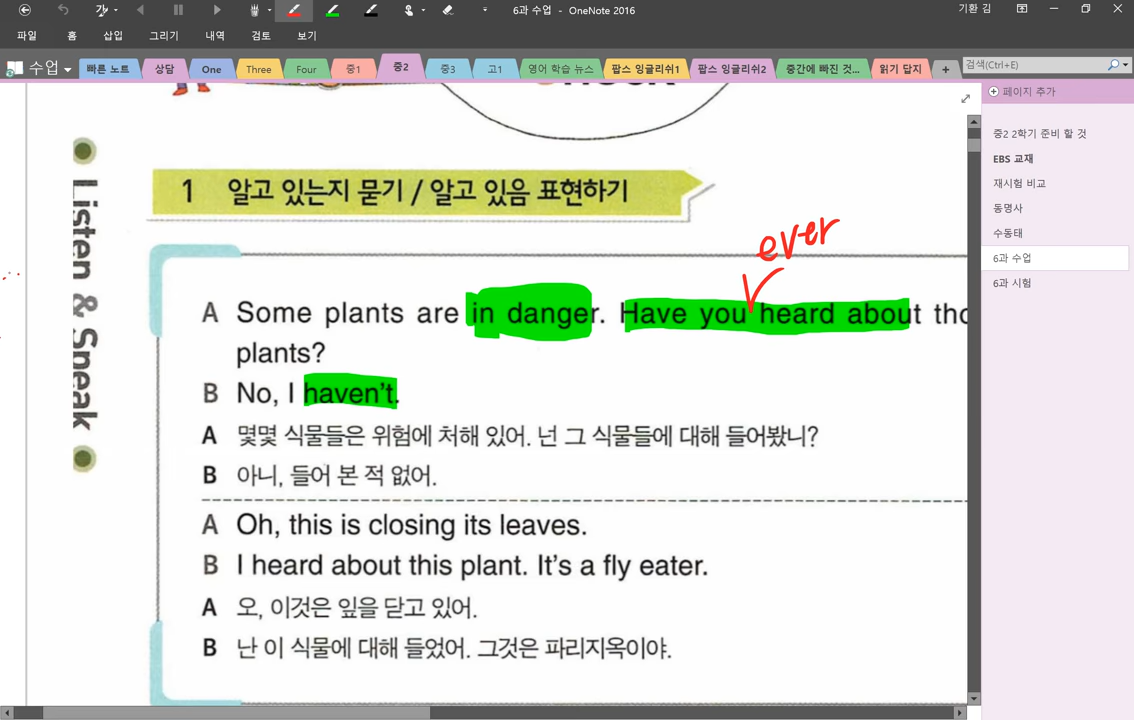 6과 수업 - OneNote 2016
기환 김
파일 홈 삽입 그리기 내역 검토 보기
수업 빠른 노트 상담 One Three Four 중1 중2 중3 고1 영어 학습 뉴스 팝스 잉글리쉬1 팝스 잉글리쉬2 중간에 빠진 것... 읽기 답지 + 검색(Ctrl+E)
페이지 추가
중2 2학기 준비 할 것
EBS 교재
재시험 비교
동명사
수동태
6과 수업
6과 시험
Listen & Speak
1 알고 있는지 묻기 / 알고 있음 표현하기
ever
A Some plants are in danger. Have you heard about tho
plants?
B No, I haven't.
A 몇몇 식물들은 위험에 처해 있어. 넌 그 식물들에 대해 들어봤니?
B 아니, 들어 본 적 없어.
A Oh, this is closing its leaves.
B I heard about this plant. It's a fly eater.
A 오, 이것은 잎을 닫고 있어.
B 난 이 식물에 대해 들었어. 그것은 파리지옥이야.